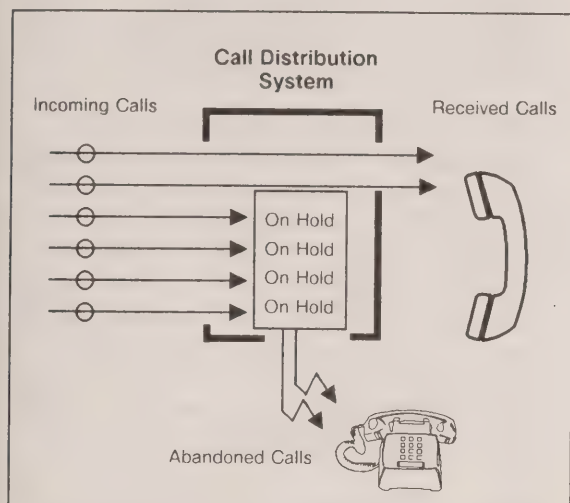 Call Distribution
System
Incoming Calls
Received Calls
On Hold
On Hold
On Hold
On Hold
Abandoned Calls